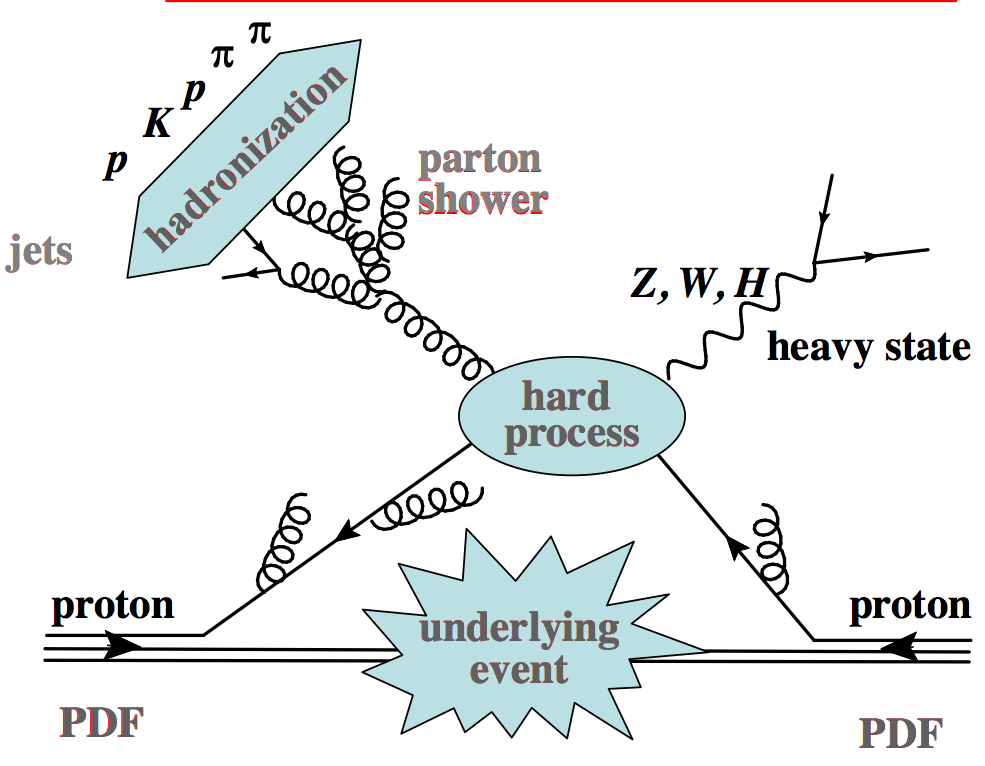 π
π
p
K
p
hadronization
parton
shower
jets
Z, W, H
heavy state
hard
process
proton
proton
underlying
event
PDF
PDF